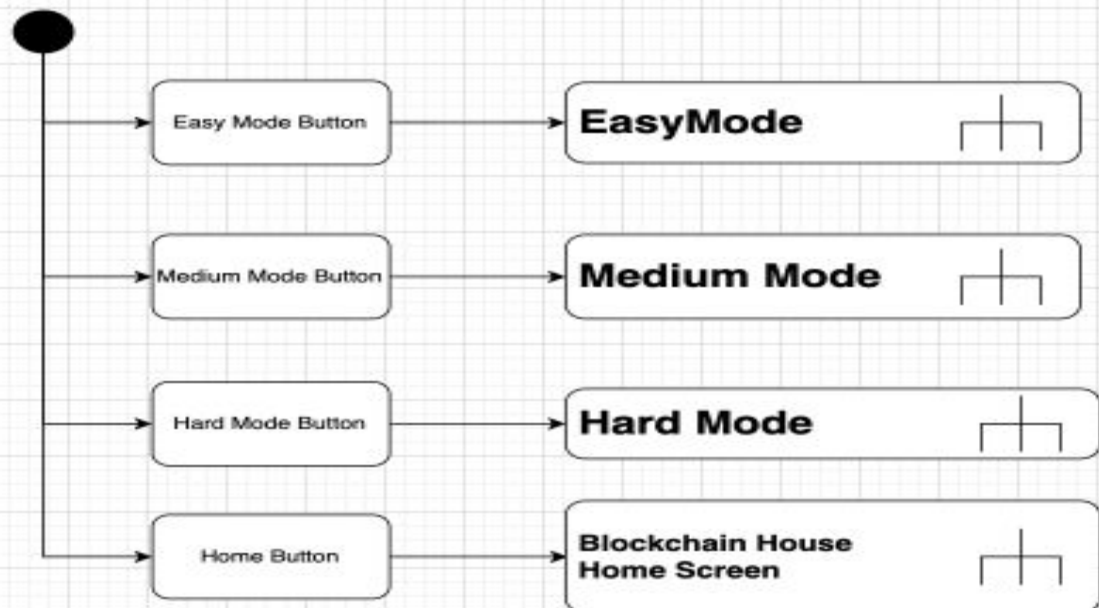 Easy Mode Button
EasyMode
Medium Mode Button
Medium Mode
Hard Mode Button
Hard Mode
Home Button
Blockchain House
Home Screen